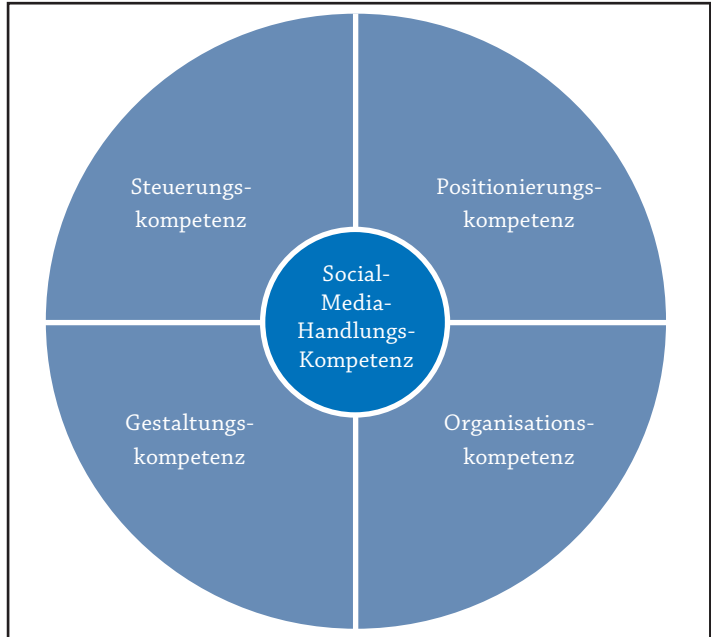 Steuerungs-
kompetenz
Positionierungs-
kompetenz
Social-
Media-
Handlungs-
Kompetenz
Gestaltungs-
kompetenz
Organisations-
kompetenz